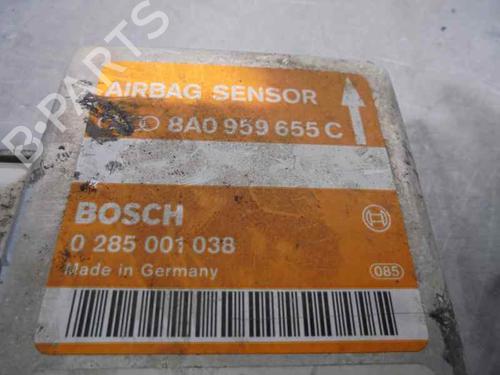 AIRBAG SENSOR
8A0 959 655 C
BOSCH
0 285 001 038
Made in Germany
085
B-PARTS